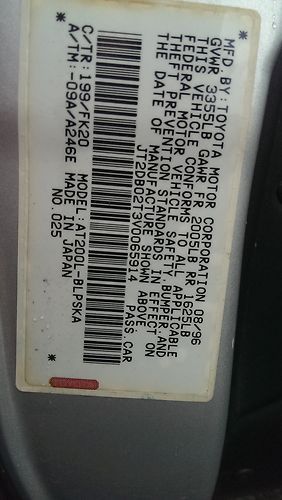 MFD.BY:TOYOTA MOTOR CORPORATION 08/96
GVWR 3355LB GAWR FR 2005LB RR 1625LB
THIS VEHICLE CONFORMS TO ALL APPLICABLE
FEDERAL MOTOR VEHICLE SAFETY, BUMPER,AND
THEFT PREVENTION STANDARDS IN EFFECT ON
THE DATE OF MANUFACTURE SHOWN ABOVE.
JT2DB02T3V0065914 PASS.CAR
C/TR:199/FK20 MODEL:AT200L-BLPSKA
A/TM:-09A/A246E MADE IN JAPAN
NO.025